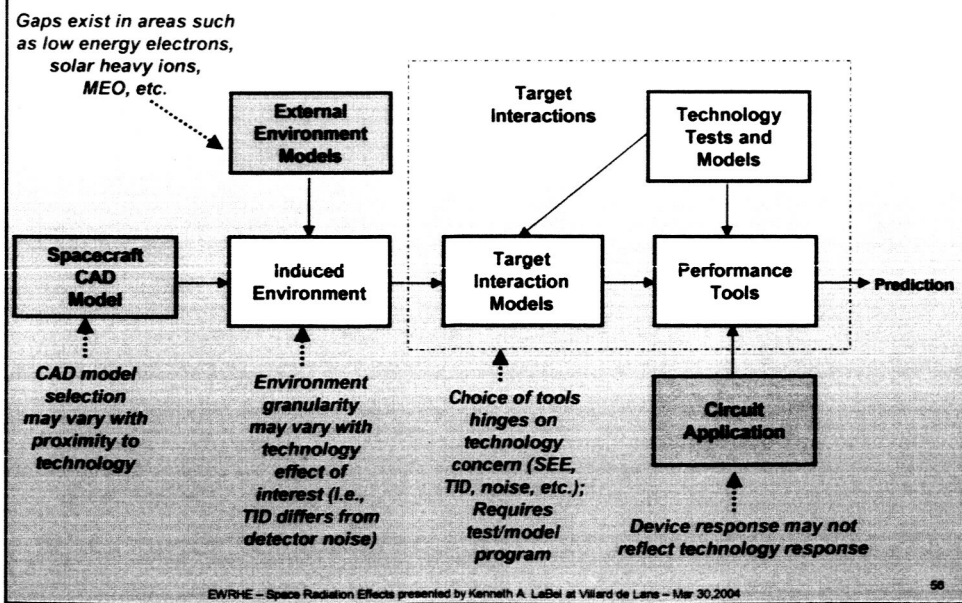 Gaps exist in areas such
as low energy electrons,
solar heavy ions,
MEO, etc.
External
Environment
Models
Target
Interactions
Technology
Tests and
Models
Spacecraft
CAD
Model
Induced
Environment
Target
Interaction
Models
Performance
Tools
Prediction
CAD model
selection
may vary with
proximity to
technology
Environment
granularity
may vary with
technology
effect of
interest (I.e.,
TID differs from
detector noise)
Choice of tools
hinges on
technology
concern (SEE,
TID, noise, etc.);
Requires
test/model
program
Circuit
Application
Device response may not
reflect technology response
EWRHE – Space Radiation Effects presented by Kenneth A. LaBel at Villard de Lans – Mar 30,2004
56